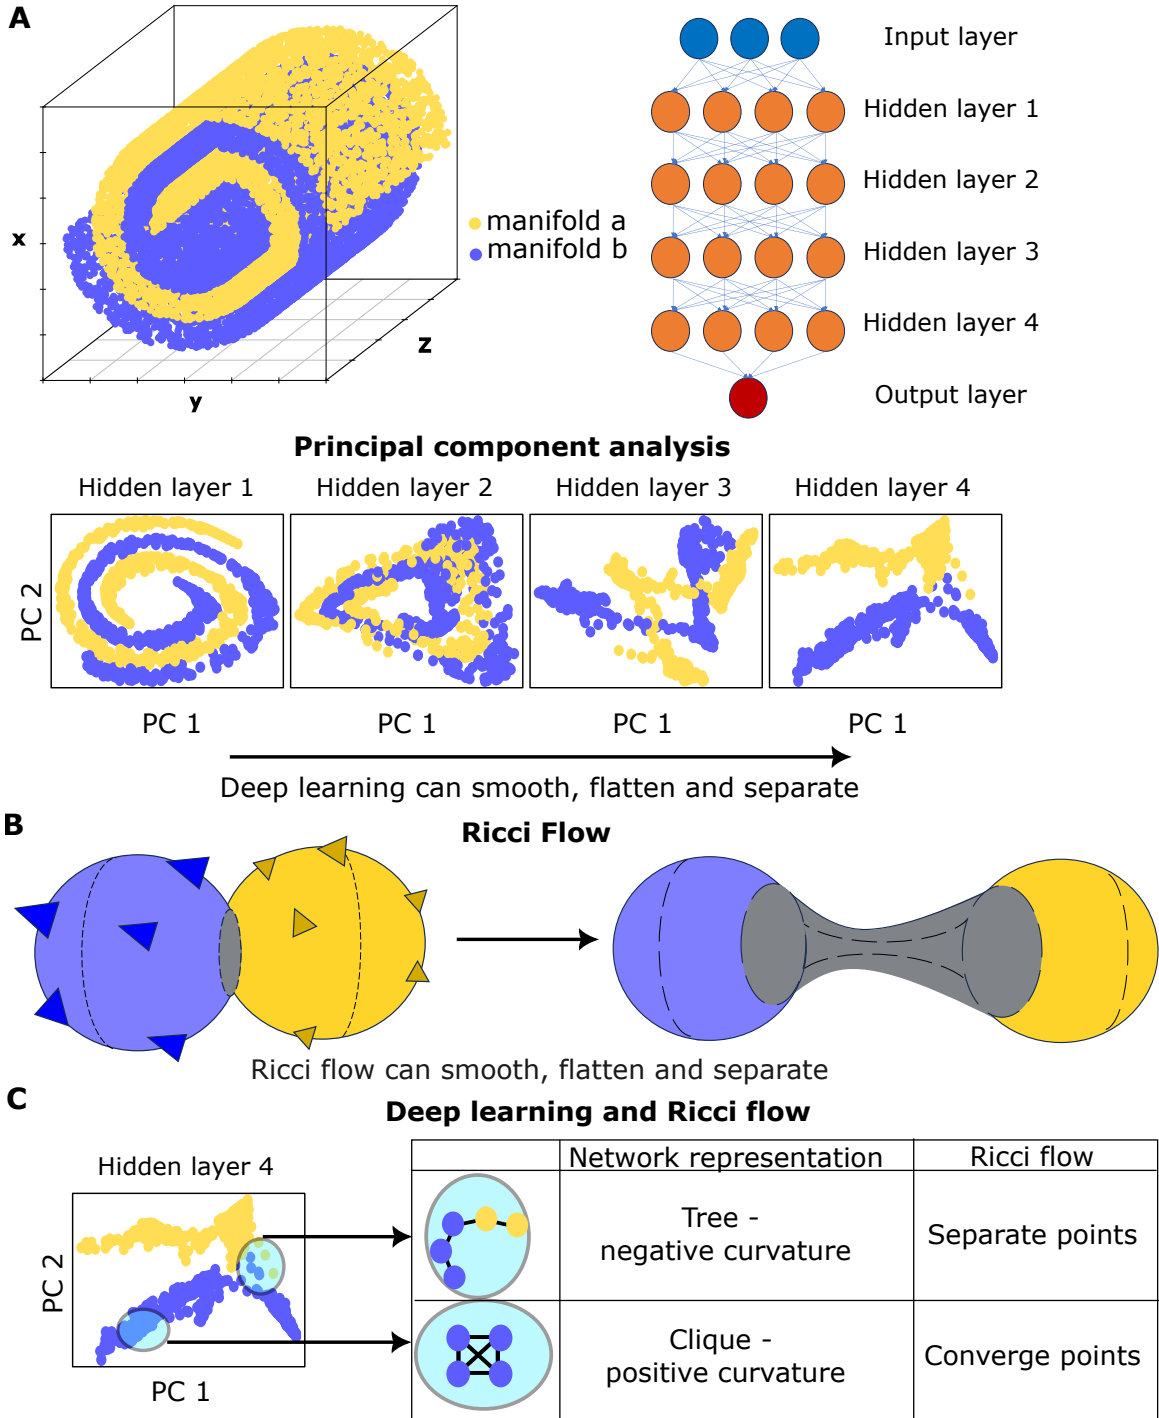 A
x
y
z
manifold a
manifold b
Input layer
Hidden layer 1
Hidden layer 2
Hidden layer 3
Hidden layer 4
Output layer
Principal component analysis
Hidden layer 1
Hidden layer 2
Hidden layer 3
Hidden layer 4
PC 2
PC 1
PC 1
PC 1
PC 1
Deep learning can smooth, flatten and separate
B
Ricci Flow
Ricci flow can smooth, flatten and separate
C
Deep learning and Ricci flow
Hidden layer 4
PC 2
PC 1
Network representation
Ricci flow
Tree -
negative curvature
Separate points
Clique -
positive curvature
Converge points